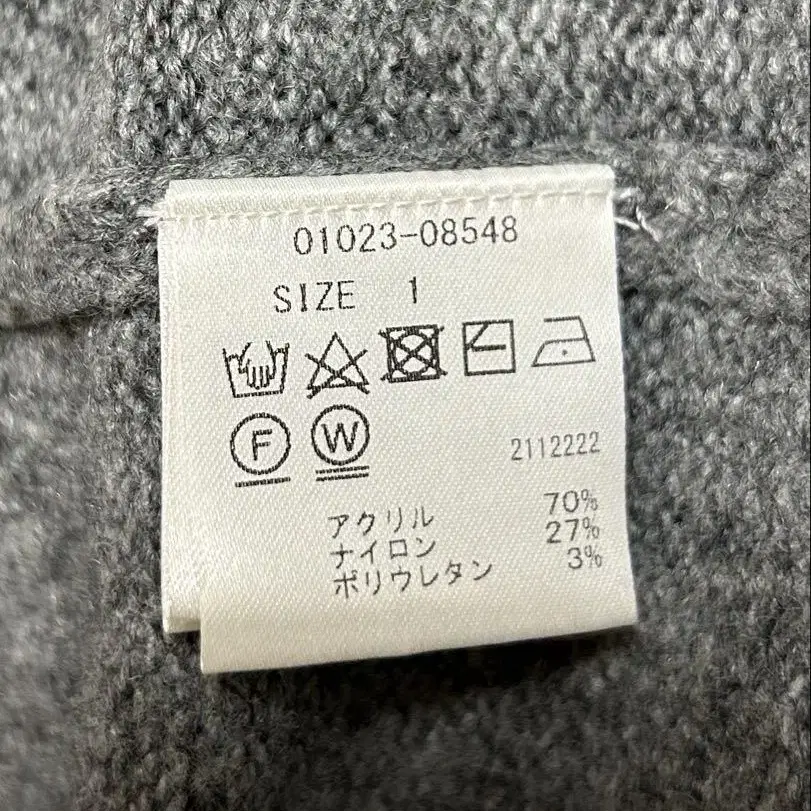 01023-08548
SIZE 1
F W
2112222
アクリル 70%
ナイロン 27%
ポリウレタン 3%